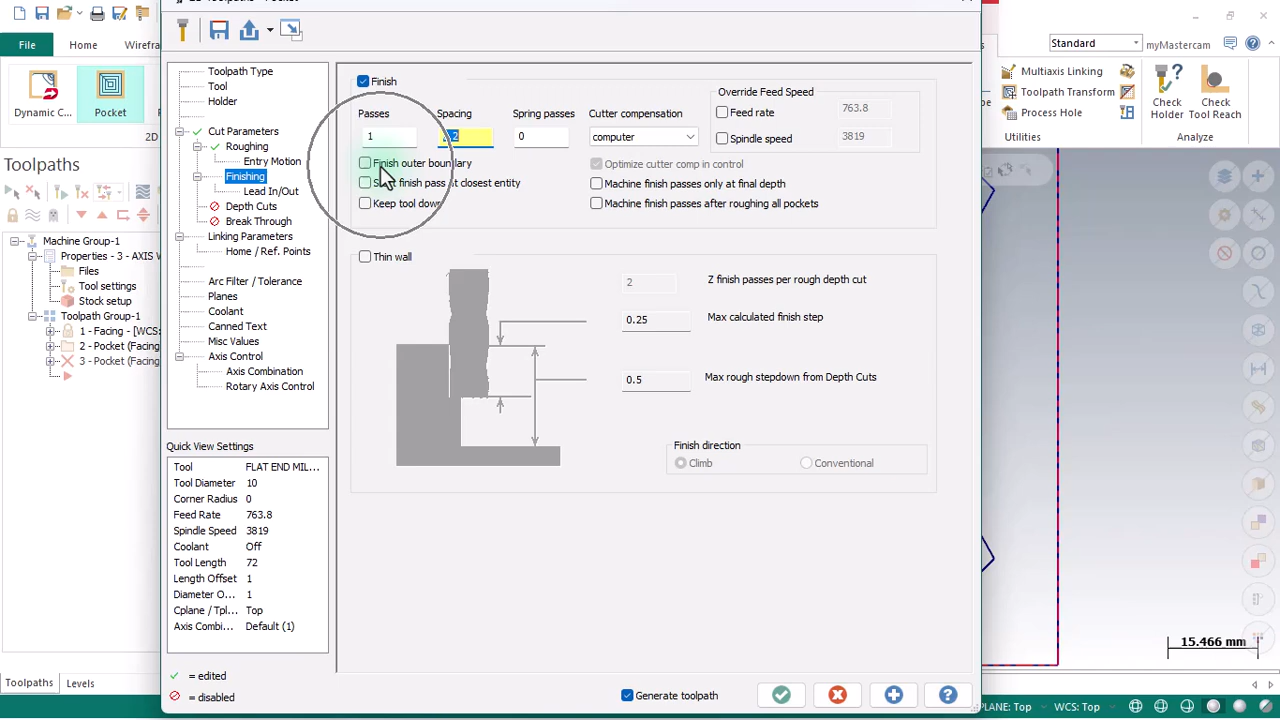 2D Toolpaths - Pocket
File
Home
Standard
myMastercam
Dynamic C...
Pocket
2D
Multiaxis Linking
Toolpath Transform
Process Hole
Utilities
Check Holder
Check Tool Reach
Analyze
Toolpaths
Machine Group-1
Properties - 3 - AXIS
Files
Tool settings
Stock setup
Toolpath Group-1
1 - Facing - [WCS:
2 - Pocket (Facing
3 - Pocket (Facing
Toolpaths
Levels
Toolpath Type
Tool
Holder
Cut Parameters
Roughing
Entry Motion
Finishing
Lead In/Out
Depth Cuts
Break Through
Linking Parameters
Home / Ref. Points
Arc Filter / Tolerance
Planes
Coolant
Canned Text
Misc Values
Axis Control
Axis Combination
Rotary Axis Control
Quick View Settings
Tool FLAT END MIL...
Tool Diameter 10
Corner Radius 0
Feed Rate 763.8
Spindle Speed 3819
Coolant Off
Tool Length 72
Length Offset 1
Diameter O... 1
Cplane / Tpl... Top
Axis Combi... Default (1)
= edited
= disabled
Finish
Passes Spacing Spring passes Cutter compensation
1 0 computer
Override Feed Speed
Feed rate 763.8
Spindle speed 3819
Finish outer boundary
finish pass at closest entity
Keep tool down
Optimize cutter comp in control
Machine finish passes only at final depth
Machine finish passes after roughing all pockets
Thin wall
2 Z finish passes per rough depth cut
0.25 Max calculated finish step
0.5 Max rough stepdown from Depth Cuts
Finish direction
Climb Conventional
Generate toolpath
15.466 mm
PLANE: Top WCS: Top